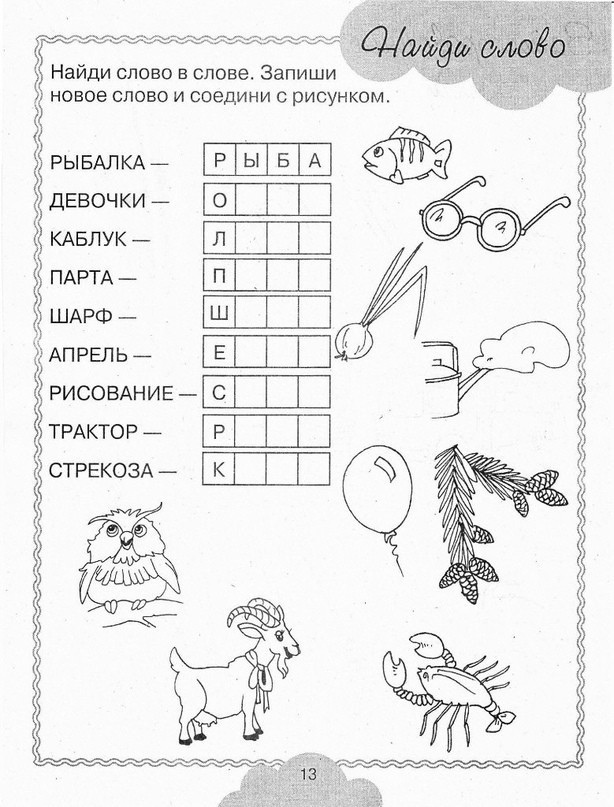 Найди слово
Найди слово в слове. Запиши
новое слово и соедини с рисунком.
РЫБАЛКА — РЫБА
ДЕВОЧКИ — О
КАБЛУК — Л
ПАРТА — П
ШАРФ — Ш
АПРЕЛЬ — Е
РИСОВАНИЕ — С
ТРАКТОР — Р
СТРЕКОЗА — К
13